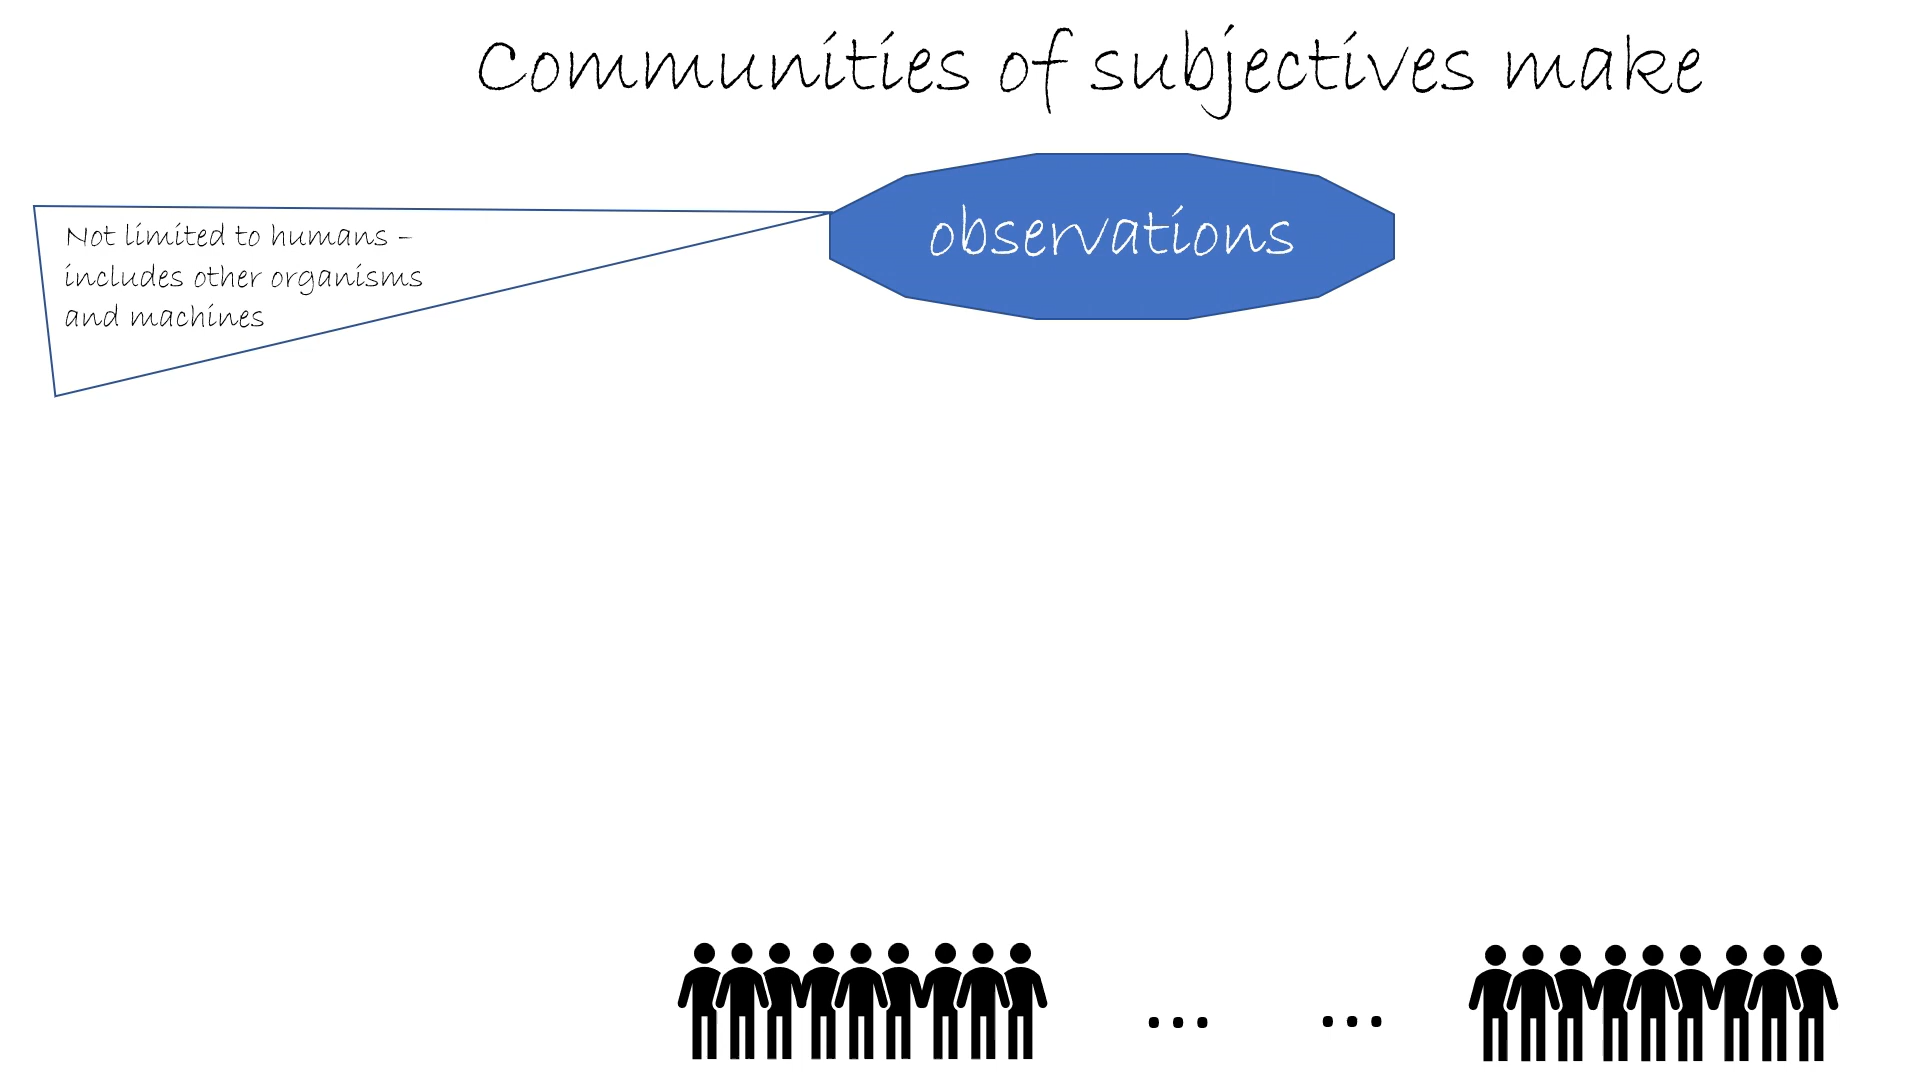 Communities of subjectives make
observations
Not limited to humans –
includes other organisms
and machines
... ...